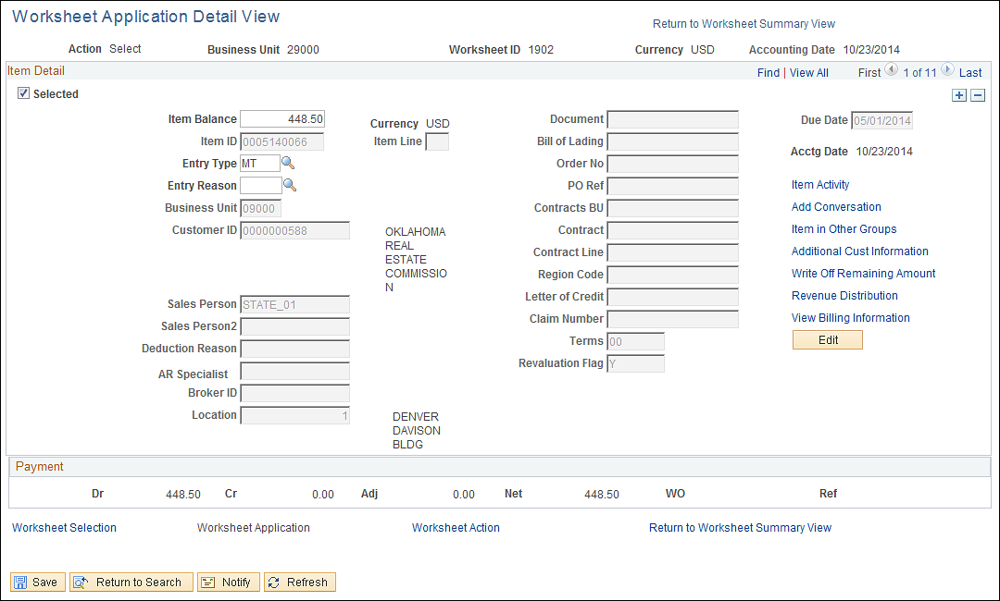 Worksheet Application Detail View
Return to Worksheet Summary View
Action Select Business Unit 29000 Worksheet ID 1902 Currency USD Accounting Date 10/23/2014
Item Detail Find | View All First 1 of 11 Last
Selected
Item Balance 448.50 Currency USD Document Due Date 05/01/2014
Item ID 0005140066 Item Line Bill of Lading Acctg Date 10/23/2014
Entry Type MT Order No
Entry Reason PO Ref Item Activity
Business Unit 09000 Contracts BU Add Conversation
Customer ID 0000000588 OKLAHOMA Contract Item in Other Groups
REAL
ESTATE Contract Line Additional Cust Information
COMMISSIO Region Code Write Off Remaining Amount
N
Sales Person STATE_01 Letter of Credit Revenue Distribution
Sales Person2 Claim Number View Billing Information
Deduction Reason Terms 00 Edit
AR Specialist Revaluation Flag Y
Broker ID
Location 1 DENVER
DAVISON
BLDG
Payment
Dr 448.50 Cr 0.00 Adj 0.00 Net 448.50 WO Ref
Worksheet Selection Worksheet Application Worksheet Action Return to Worksheet Summary View
Save Return to Search Notify Refresh